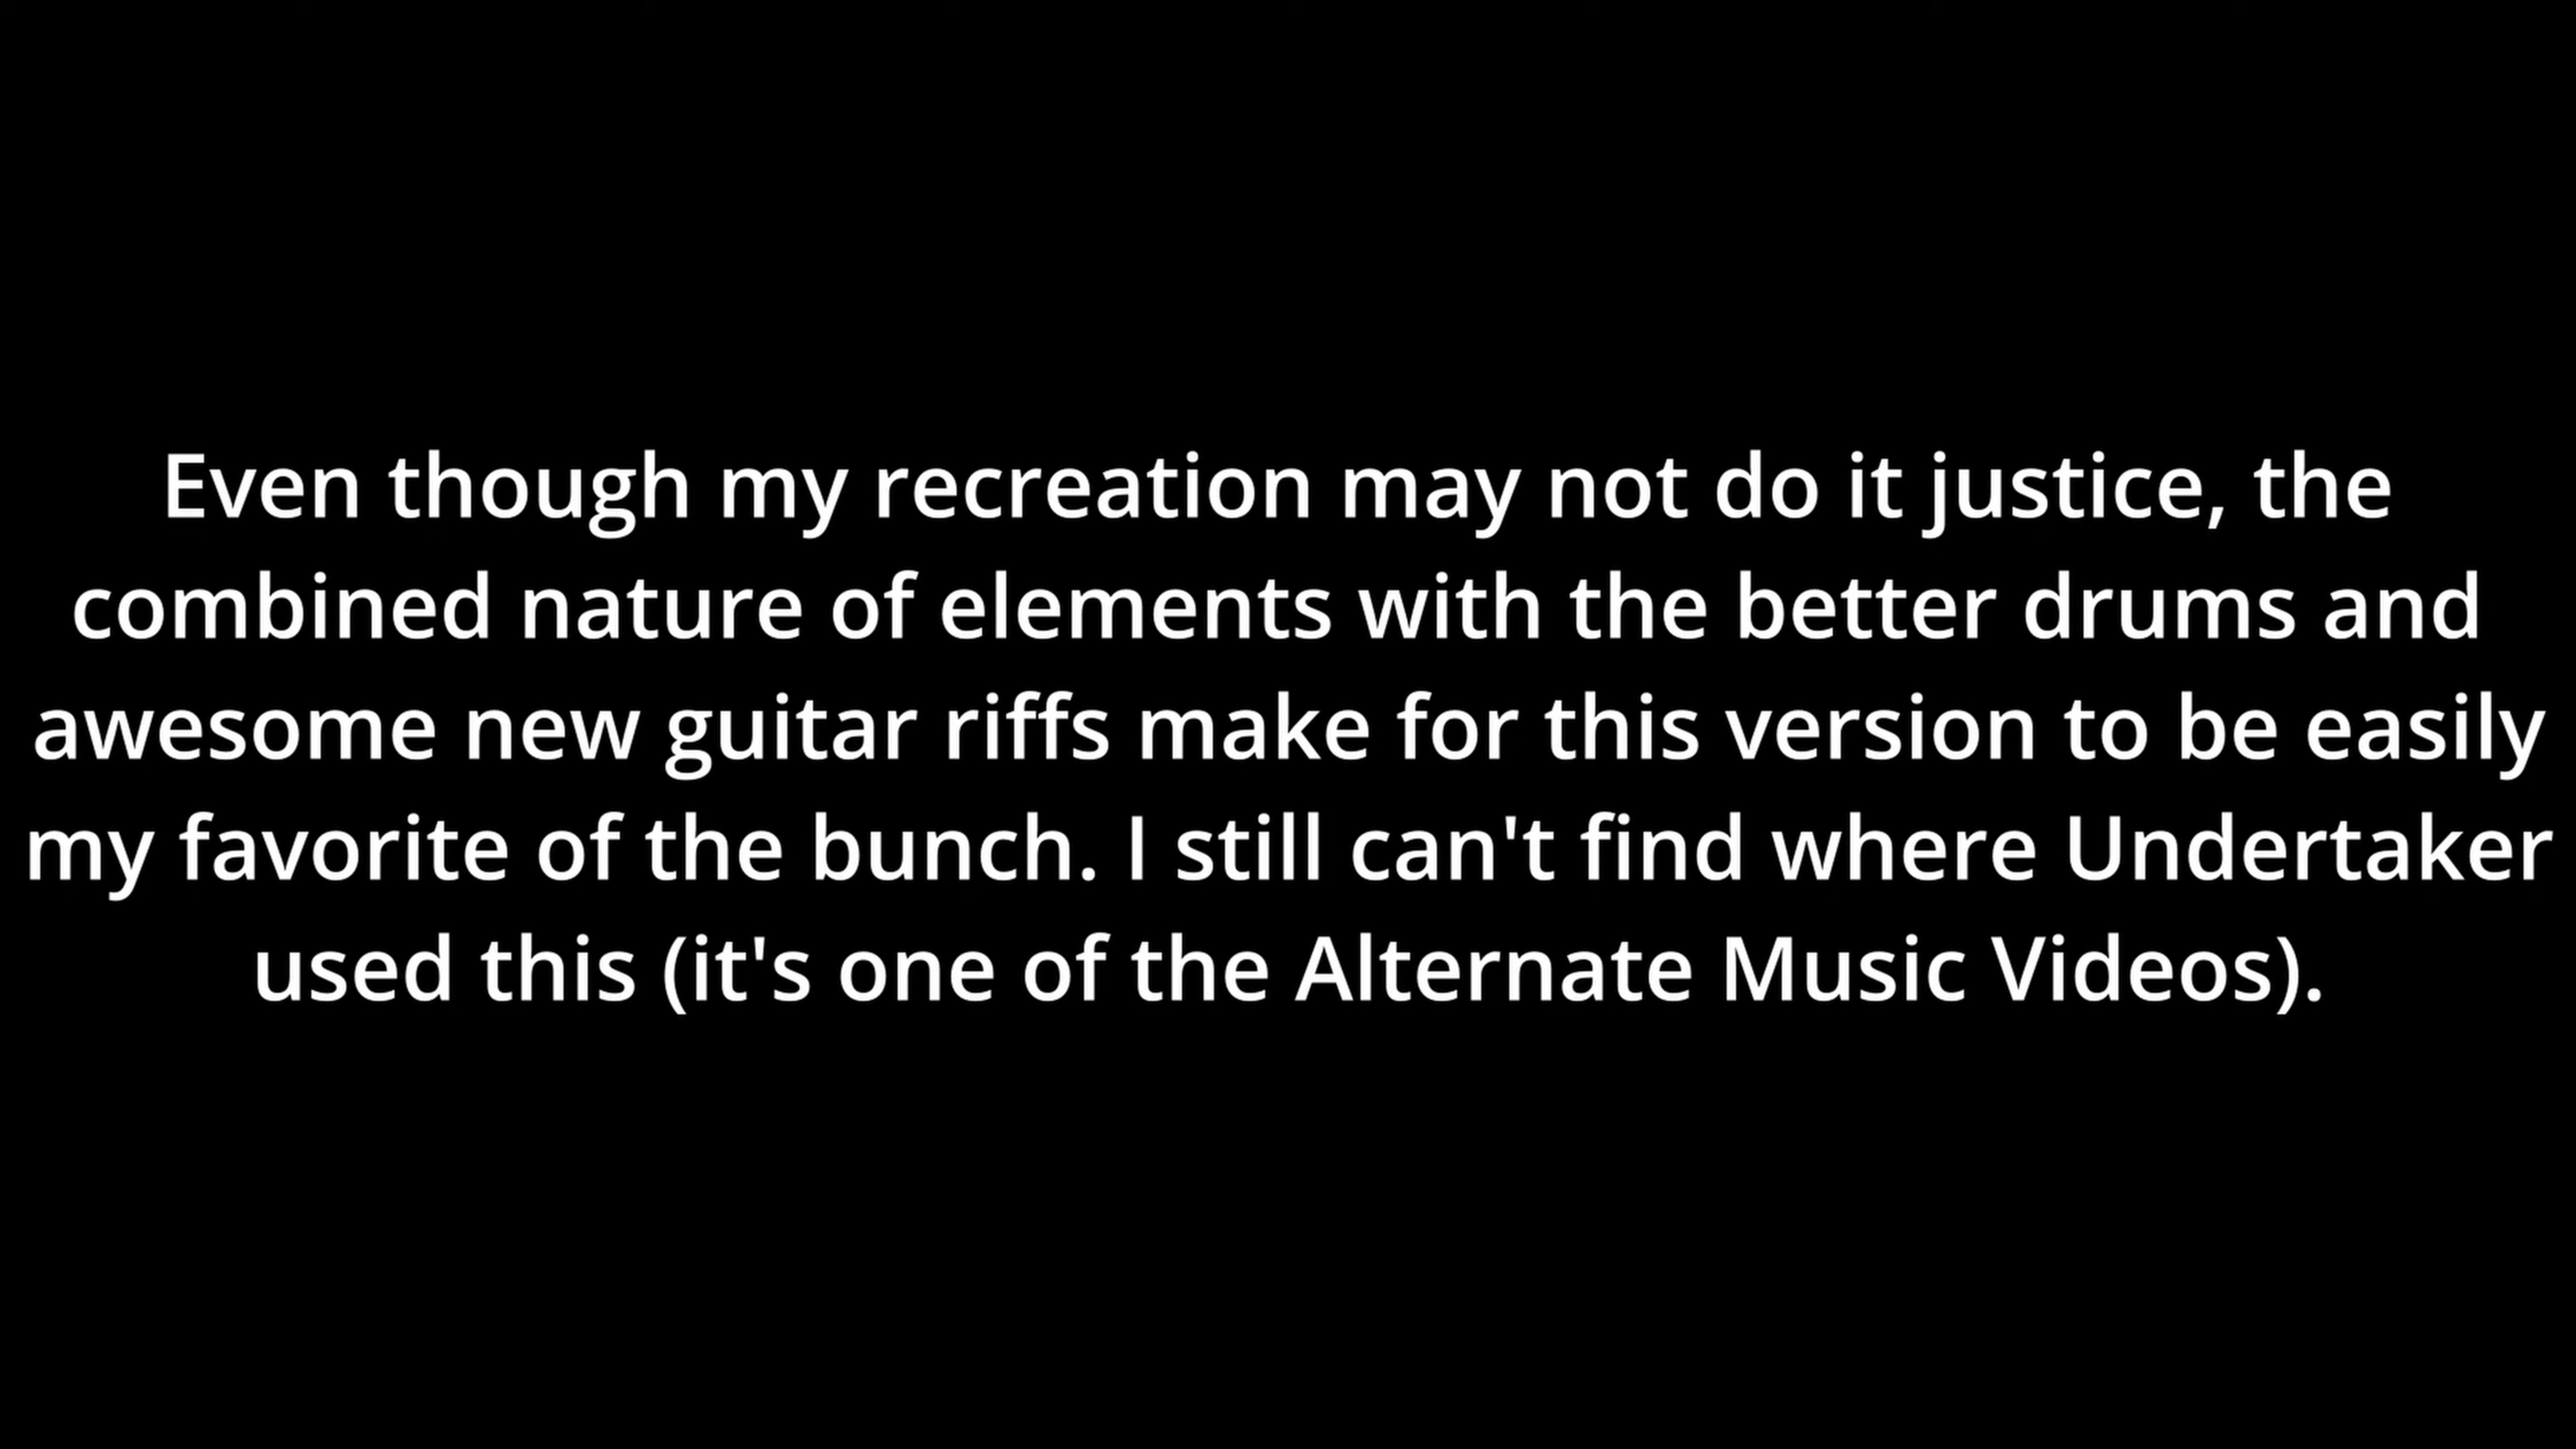 Even though my recreation may not do it justice, the
combined nature of elements with the better drums and
awesome new guitar riffs make for this version to be easily
my favorite of the bunch. I still can't find where Undertaker
used this (it's one of the Alternate Music Videos).